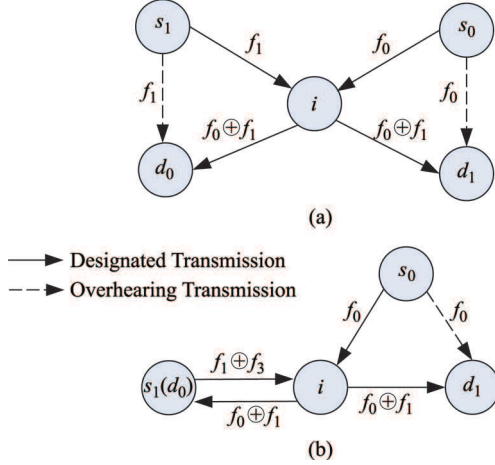 s₁ s₀
f₁ f₀
f₁ i f₀
f₀⊕f₁ f₀⊕f₁
d₀ d₁
(a)
Designated Transmission
Overhearing Transmission
s₀
f₀ f₀
f₁⊕f₃
s₁(d₀) i d₁
f₀⊕f₁ f₀⊕f₁
(b)